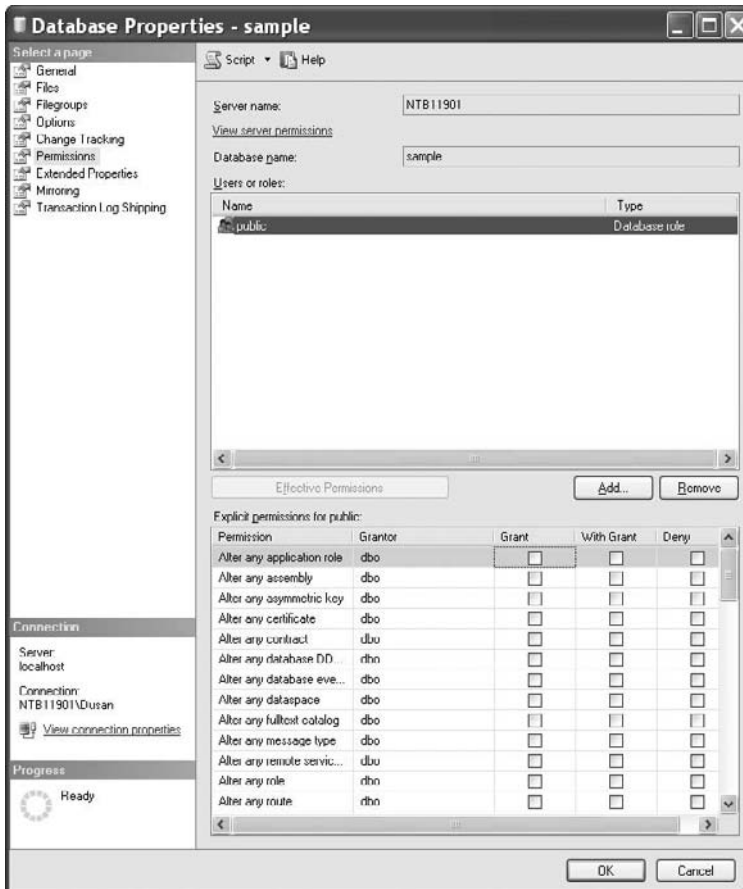 Database Properties - sample
Select a page
General
Files
Filegroups
Options
Change Tracking
Permissions
Extended Properties
Mirroring
Transaction Log Shipping
Script
Help
Server name:
NTB11901
View server permissions
Database name:
sample
Users or roles:
Name Type
public Database role
Effective Permissions
Add...
Remove
Explicit permissions for public:
Permission Grantor Grant With Grant Deny
Alter any application role dbo
Alter any assembly dbo
Alter any asymmetric key dbo
Alter any certificate dbo
Alter any contract dbo
Alter any database DD... dbo
Alter any database eve... dbo
Alter any dataspace dbo
Alter any fulltext catalog dbo
Alter any message type dbo
Alter any remote servic... dbo
Alter any role dbo
Alter any route dbo
Connection
Server:
localhost
Connection:
NTB11901\Dusan
View connection properties
Progress
Ready
OK
Cancel